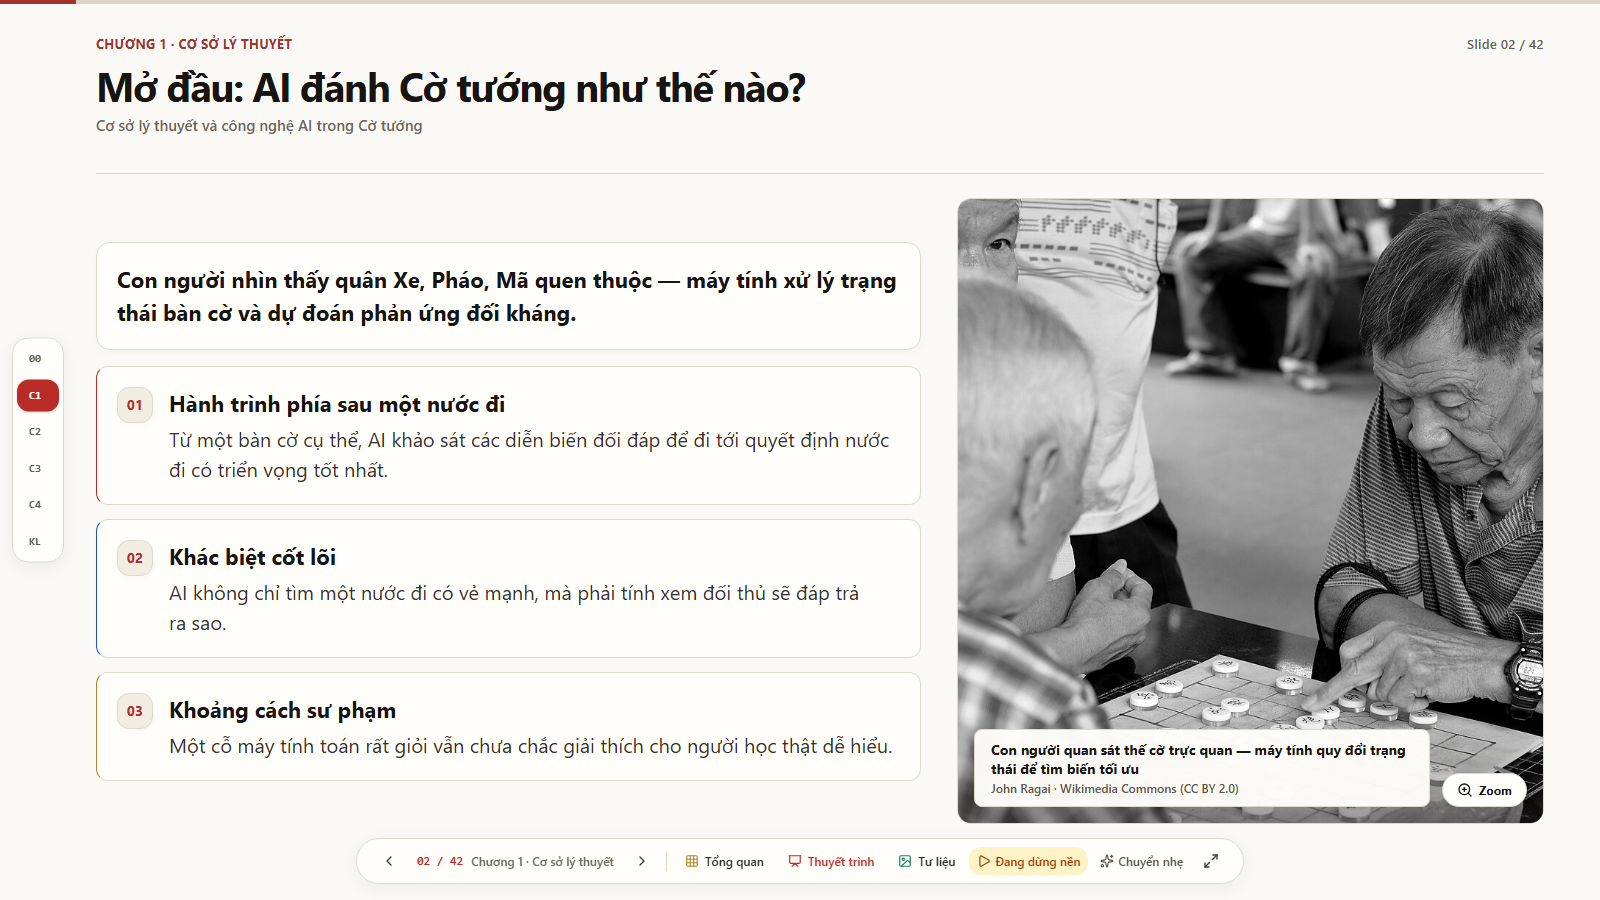 CHƯƠNG 1 · CƠ SỞ LÝ THUYẾT
Slide 02 / 42
Mở đầu: AI đánh Cờ tướng như thế nào?
Cơ sở lý thuyết và công nghệ AI trong Cờ tướng
Con người nhìn thấy quân Xe, Pháo, Mã quen thuộc — máy tính xử lý trạng
thái bàn cờ và dự đoán phản ứng đối kháng.
01
Hành trình phía sau một nước đi
Từ một bàn cờ cụ thể, AI khảo sát các diễn biến đối đáp để đi tới quyết định nước
đi có triển vọng tốt nhất.
02
Khác biệt cốt lõi
AI không chỉ tìm một nước đi có vẻ mạnh, mà phải tính xem đối thủ sẽ đáp trả
ra sao.
03
Khoảng cách sư phạm
Một cỗ máy tính toán rất giỏi vẫn chưa chắc giải thích cho người học thật dễ hiểu.
00
C1
C2
C3
C4
KL
Con người quan sát thế cờ trực quan — máy tính quy đổi trạng
thái để tìm biến tối ưu
John Ragai · Wikimedia Commons (CC BY 2.0)
Zoom
02 / 42 Chương 1 · Cơ sở lý thuyết
Tổng quan
Thuyết trình
Tư liệu
Đang dừng nền
Chuyển nhẹ